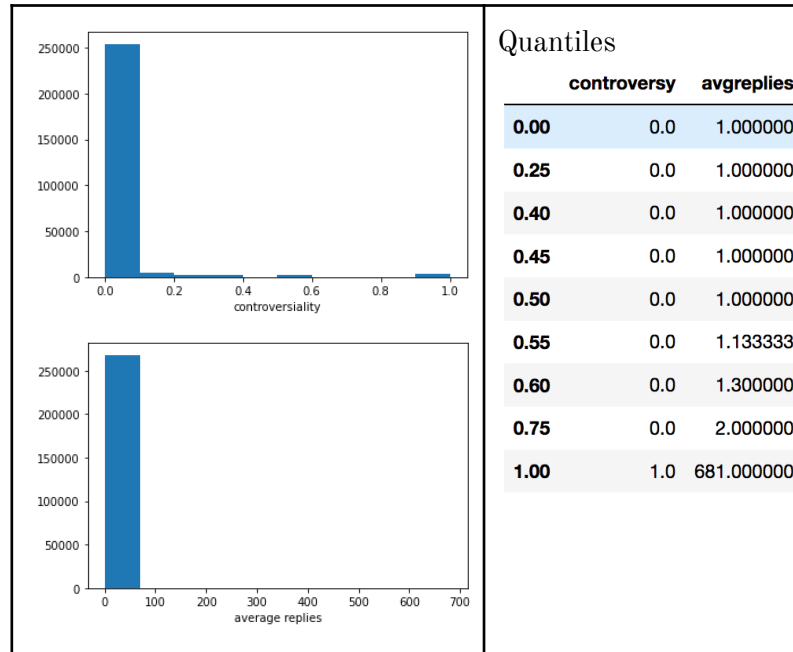 250000
200000
150000
100000
50000
0
0.0 0.2 0.4 0.6 0.8 1.0
controversiality
250000
200000
150000
100000
50000
0
0 100 200 300 400 500 600 700
average replies
Quantiles
controversy avgreplies
0.00 0.0 1.000000
0.25 0.0 1.000000
0.40 0.0 1.000000
0.45 0.0 1.000000
0.50 0.0 1.000000
0.55 0.0 1.133333
0.60 0.0 1.300000
0.75 0.0 2.000000
1.00 1.0 681.000000